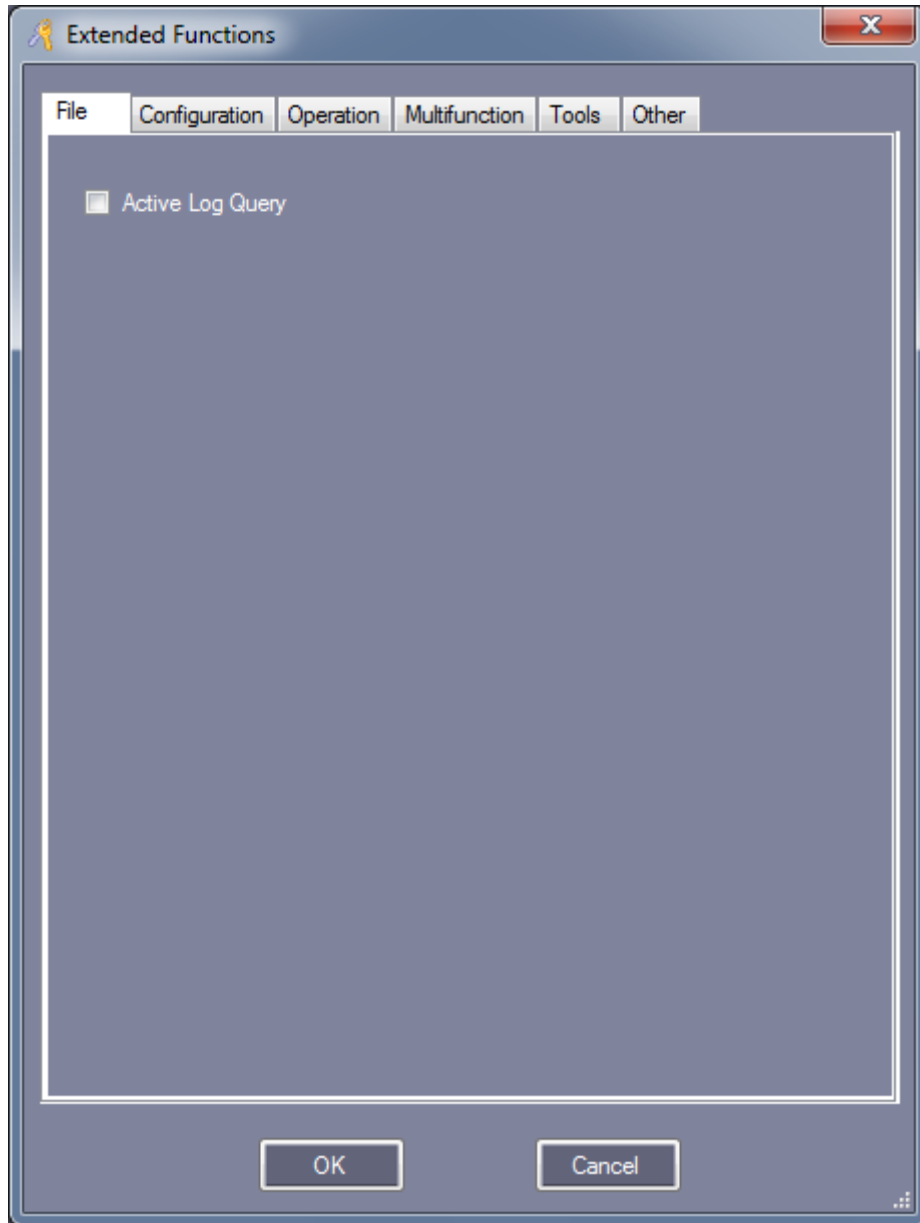 Extended Functions
File Configuration Operation Multifunction Tools Other
Active Log Query
OK Cancel